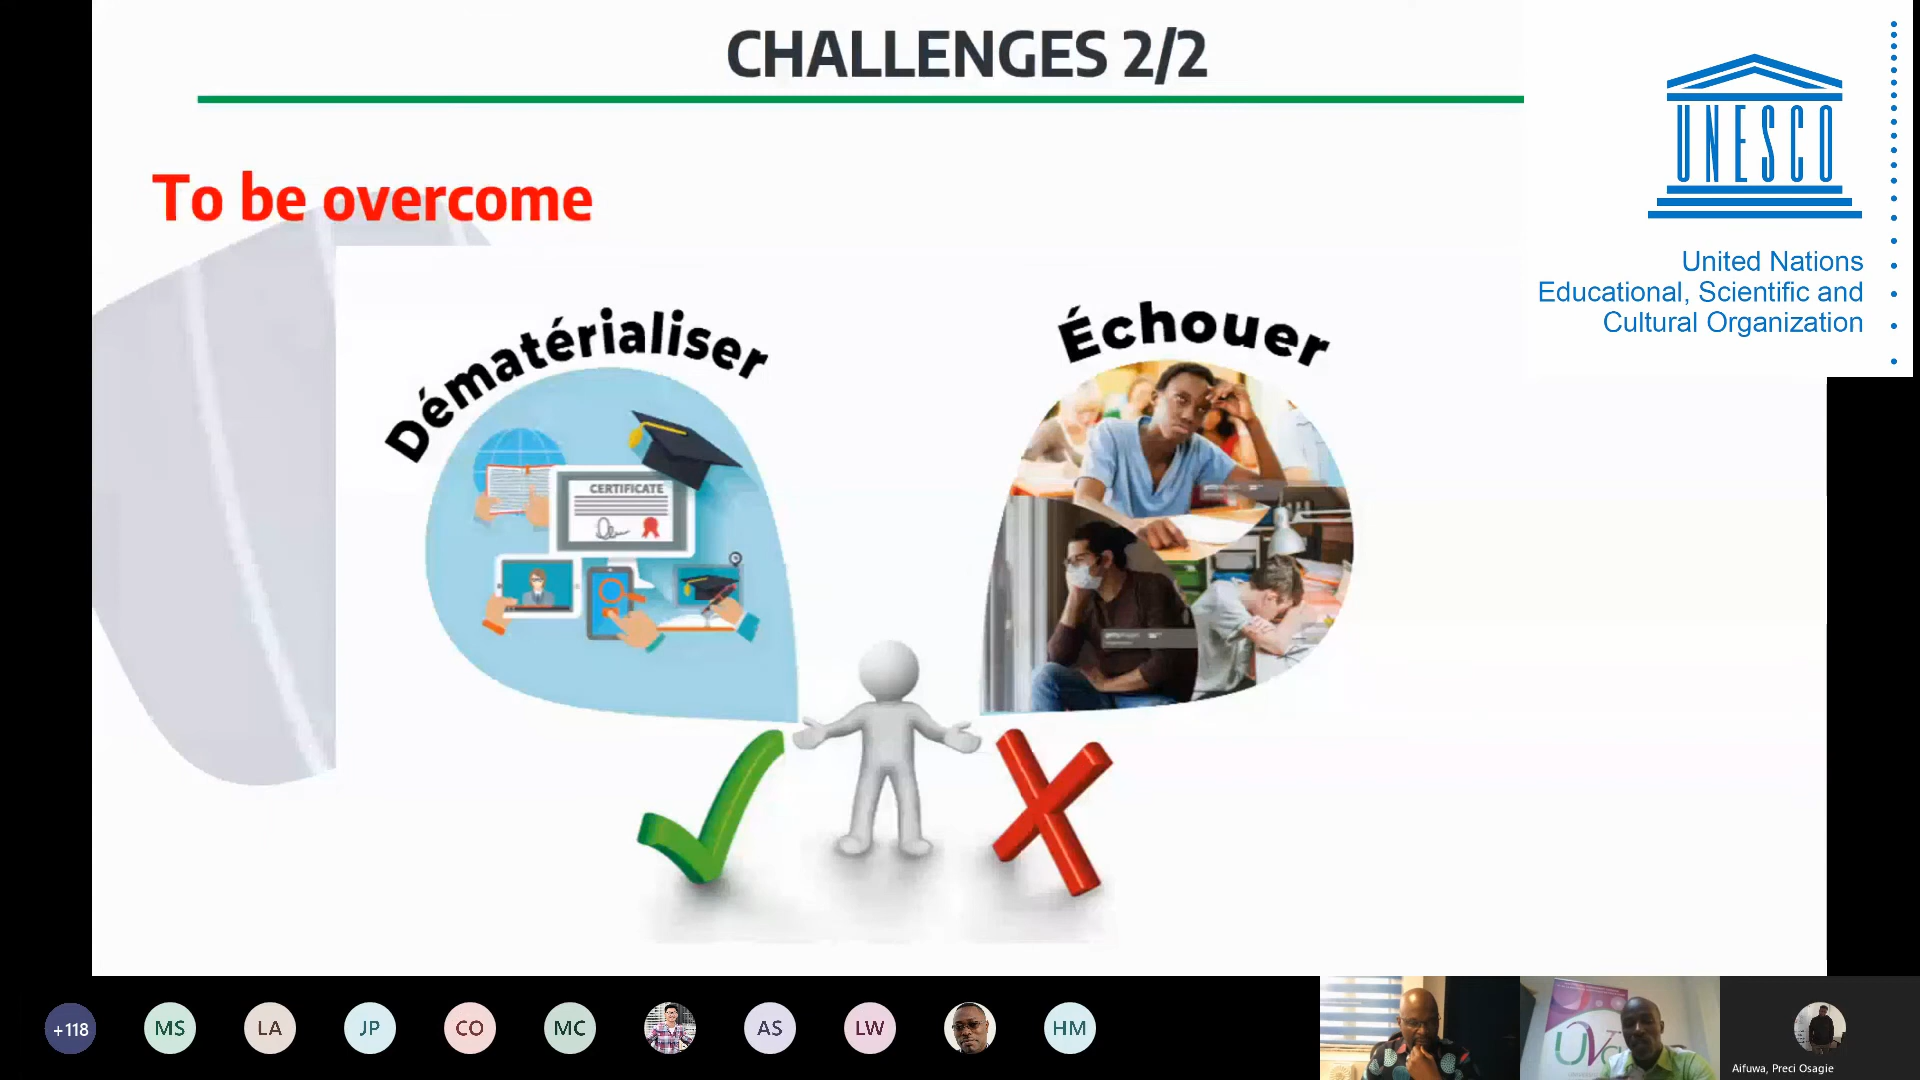 CHALLENGES 2/2
UNESCO
United Nations
Educational, Scientific and
Cultural Organization
To be overcome
Dématérialiser
Échouer
CERTIFICATE
+118
MS
LA
JP
CO
MC
AS
LW
HM
Aifuwa, Preci Osagie